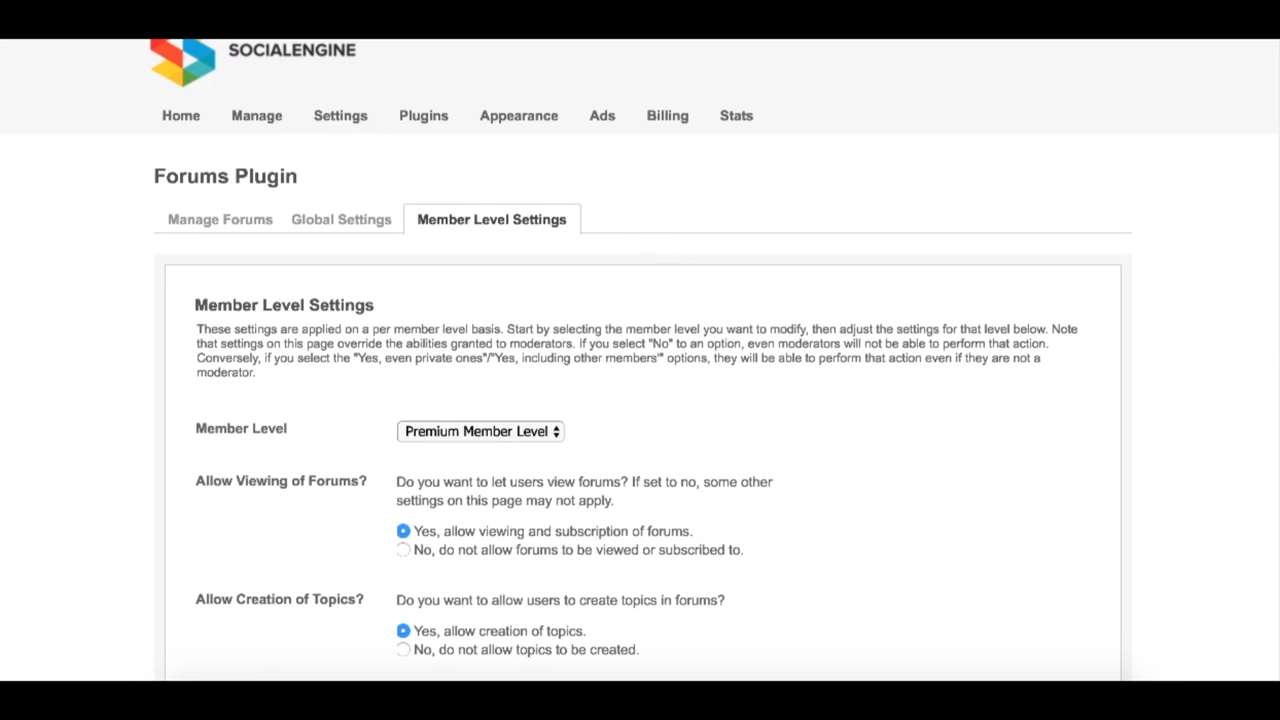 SOCIALENGINE
Home Manage Settings Plugins Appearance Ads Billing Stats
Forums Plugin
Manage Forums Global Settings Member Level Settings
Member Level Settings
These settings are applied on a per member level basis. Start by selecting the member level you want to modify, then adjust the settings for that level below. Note
that settings on this page override the abilities granted to moderators. If you select "No" to an option, even moderators will not be able to perform that action.
Conversely, if you select the "Yes, even private ones"/"Yes, including other members'" options, they will be able to perform that action even if they are not a
moderator.
Member Level Premium Member Level
Allow Viewing of Forums? Do you want to let users view forums? If set to no, some other
settings on this page may not apply.
Yes, allow viewing and subscription of forums.
No, do not allow forums to be viewed or subscribed to.
Allow Creation of Topics? Do you want to allow users to create topics in forums?
Yes, allow creation of topics.
No, do not allow topics to be created.